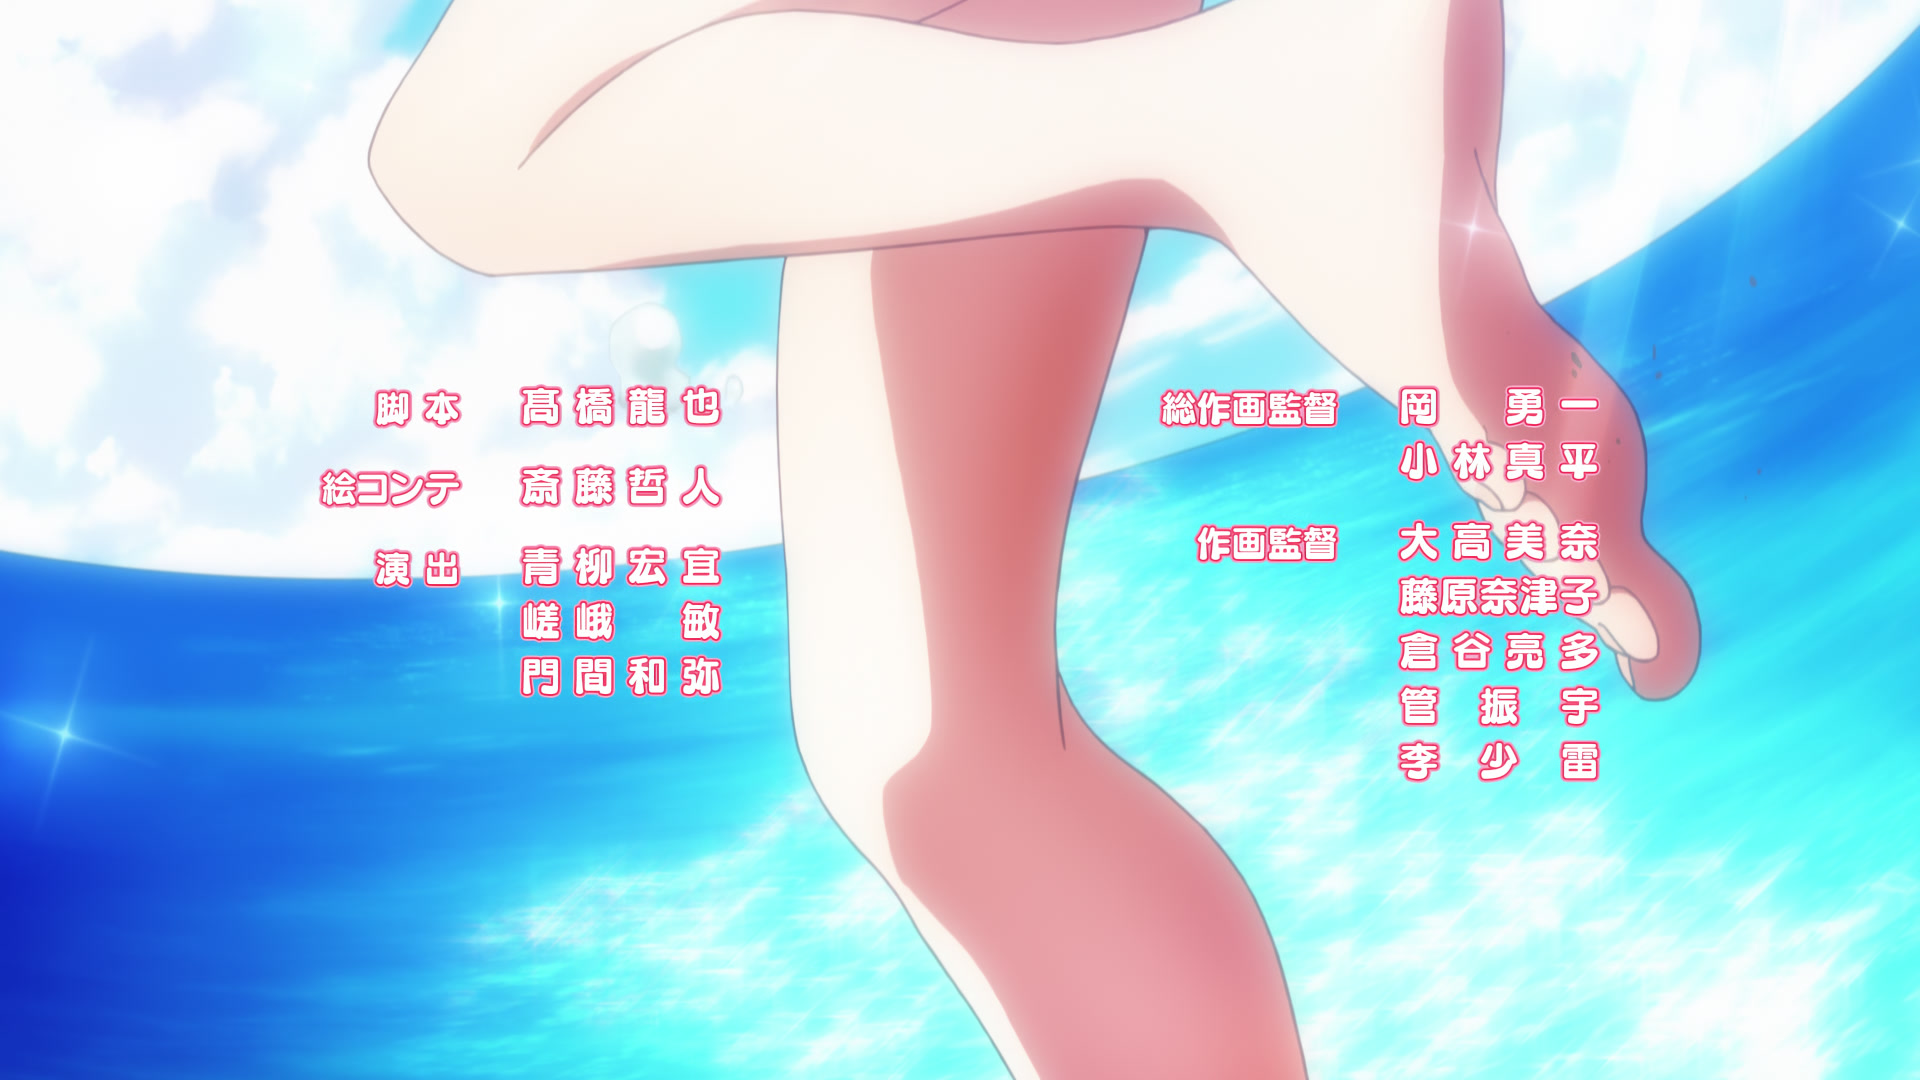 脚本 髙橋龍也
絵コンテ 斎藤哲人
演出 青柳宏宜
嵯峨敏
門間和弥
総作画監督 岡勇一
小林真平
作画監督 大高美奈
藤原奈津子
倉谷亮多
管振宇
李少雷